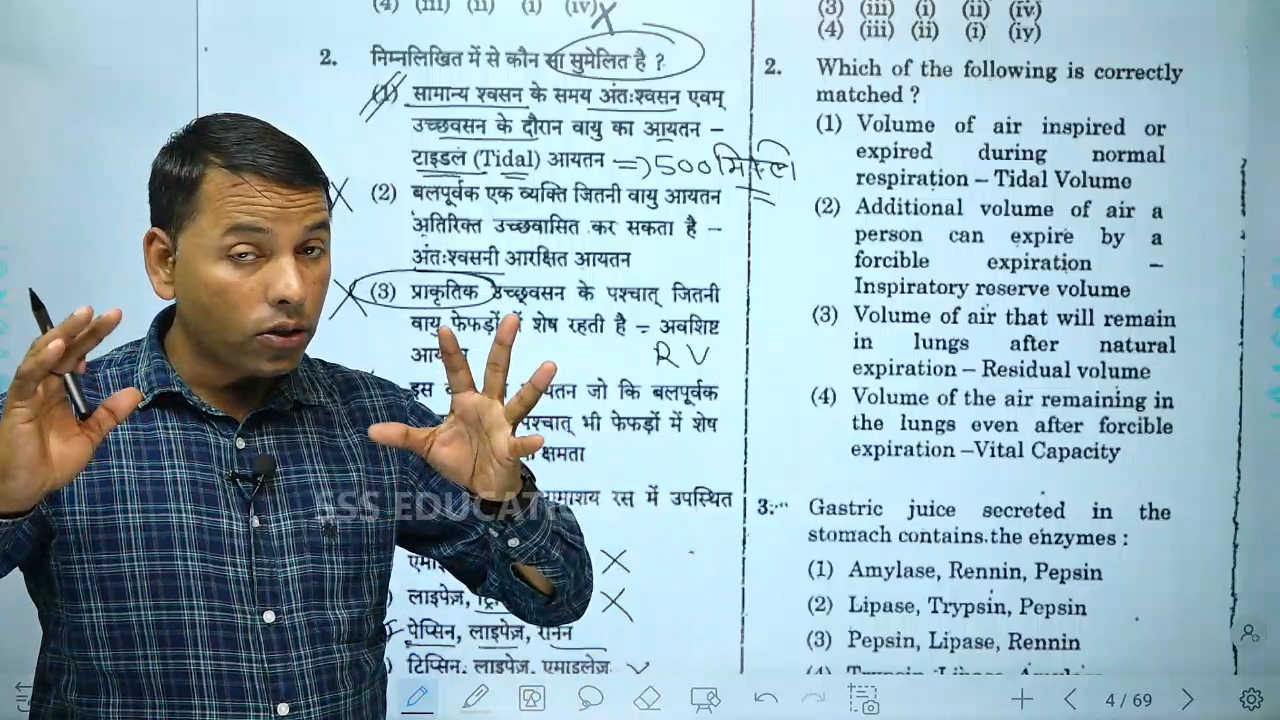 (4) (iii) (ii) (i) (iv)
2. निम्नलिखित में से कौन सा सुमेलित है ?
(1) सामान्य श्वसन के समय अंतःश्वसन एवम्
उच्छवसन के दौरान वायु का आयतन –
टाइडल (Tidal) आयतन => 500 मिली
(2) बलपूर्वक एक व्यक्ति जितनी वायु आयतन
अतिरिक्त उच्छवासित कर सकता है –
अंतःश्वसनी आरक्षित आयतन
(3) प्राकृतिक उच्छ्वसन के पश्चात् जितनी
वायु फेफड़ों में शेष रहती है – अवशिष्ट
RV
इस
कि बलपूर्वक
पश्चात् भी फेफड़ों में शेष
क्षमता
रस में उपस्थित
लाइपेज़,
पेप्सिन, लाइपेज़, रेनिन
टिप्सिन, लाइपेज़, एमाइलेज़
(3) (iii) (i) (ii) (iv)
(4) (iii) (ii) (i) (iv)
2. Which of the following is correctly
matched ?
(1) Volume of air inspired or
expired during normal
respiration – Tidal Volume
(2) Additional volume of air a
person can expire by a
forcible expiration –
Inspiratory reserve volume
(3) Volume of air that will remain
in lungs after natural
expiration – Residual volume
(4) Volume of the air remaining in
the lungs even after forcible
expiration –Vital Capacity
3. Gastric juice secreted in the
stomach contains the enzymes :
(1) Amylase, Rennin, Pepsin
(2) Lipase, Trypsin, Pepsin
(3) Pepsin, Lipase, Rennin
(4) Trypsin, Lipase,
SSS EDUCATI
4 / 69